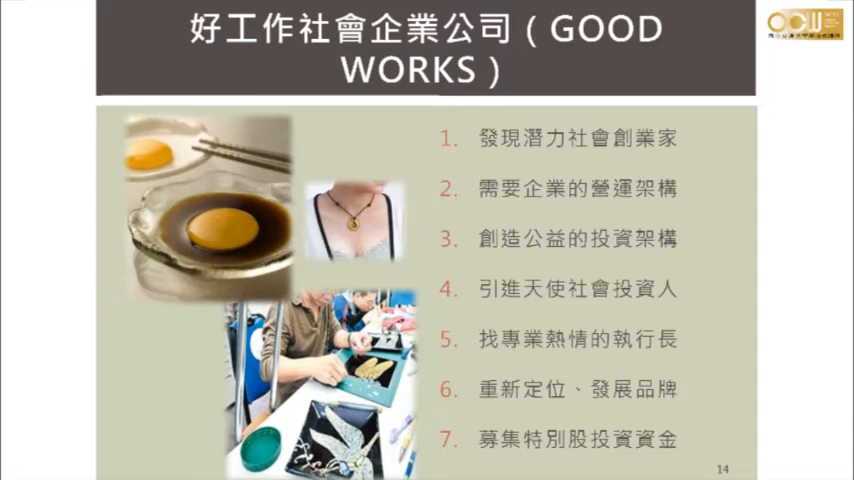 好工作社會企業公司（GOOD
WORKS）
OCW
1. 發現潛力社會創業家
2. 需要企業的營運架構
3. 創造公益的投資架構
4. 引進天使社會投資人
5. 找專業熱情的執行長
6. 重新定位、發展品牌
7. 募集特別股投資資金
14